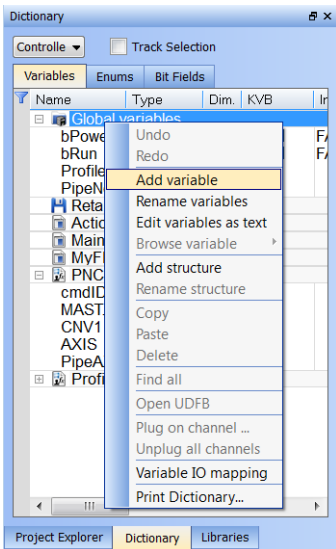 Dictionary
Controlle
Track Selection
Variables Enums Bit Fields
Name Type Dim. KVB
Global variables
bPowe
bRun
Profile
PipeN
Reta
Actio
Main
MyFl
PNC
cmdID
MAST
CNV1
AXIS
PipeA
Profi
Undo
Redo
Add variable
Rename variables
Edit variables as text
Browse variable
Add structure
Rename structure
Copy
Paste
Delete
Find all
Open UDFB
Plug on channel ...
Unplug all channels
Variable IO mapping
Print Dictionary...
Project Explorer Dictionary Libraries